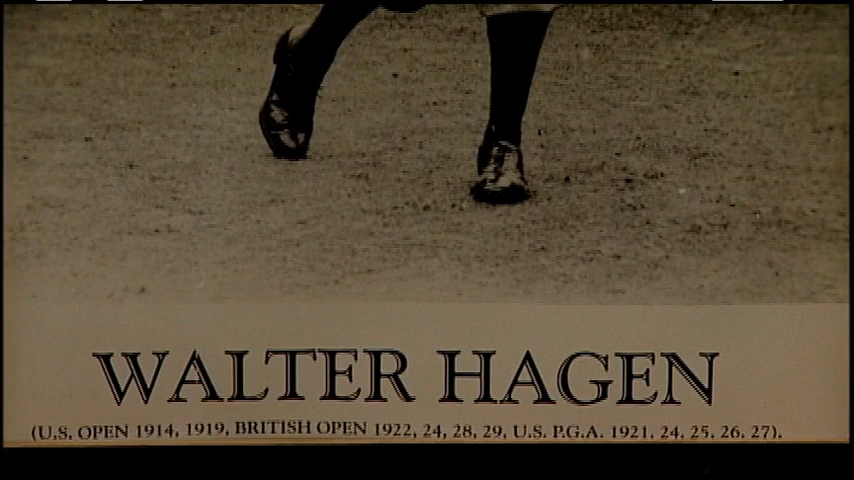 WALTER HAGEN
(U.S. OPEN 1914, 1919, BRITISH OPEN 1922, 24, 28, 29, U.S. P.G.A. 1921, 24, 25, 26, 27).